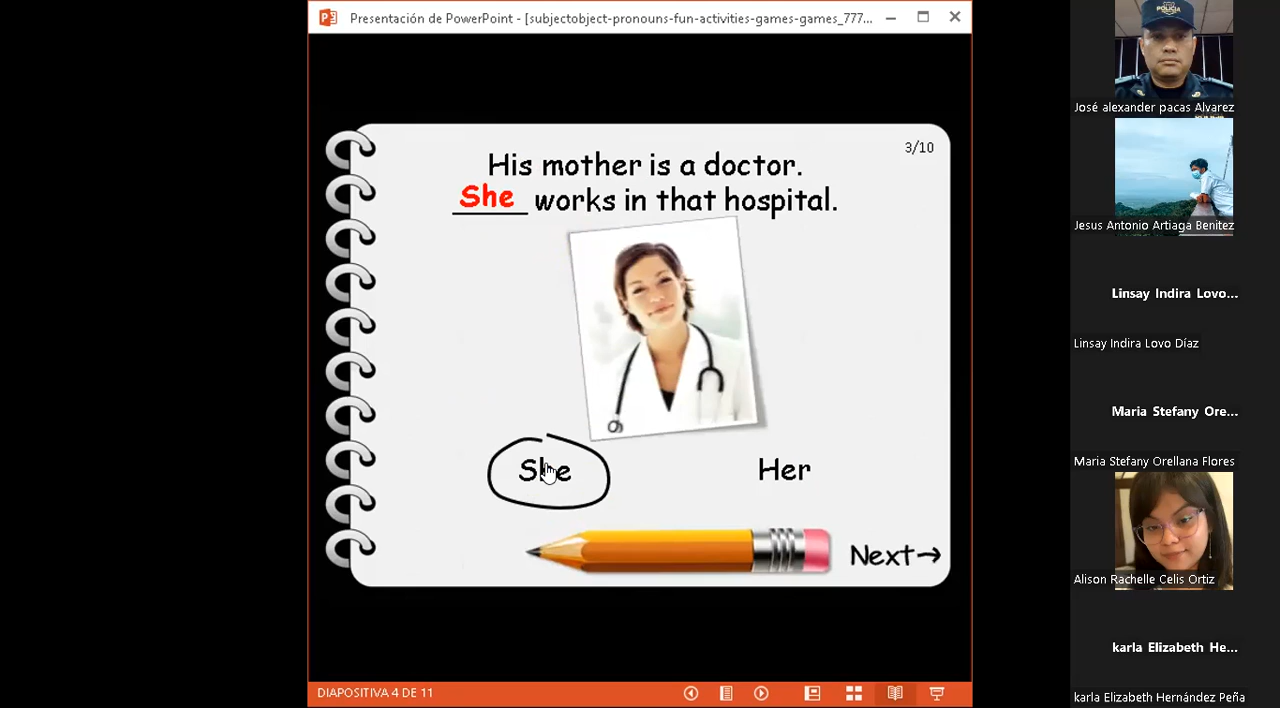 Presentación de PowerPoint - [subjectobject-pronouns-fun-activities-games-games_777...
3/10
His mother is a doctor.
She works in that hospital.
She
Her
Next→
DIAPOSITIVA 4 DE 11
POLICIA
José alexander pacas Alvarez
Jesus Antonio Artiaga Benitez
Linsay Indira Lovo...
Linsay Indira Lovo Díaz
Maria Stefany Ore...
Maria Stefany Orellana Flores
Alison Rachelle Celis Ortiz
karla Elizabeth He...
karla Elizabeth Hernández Peña